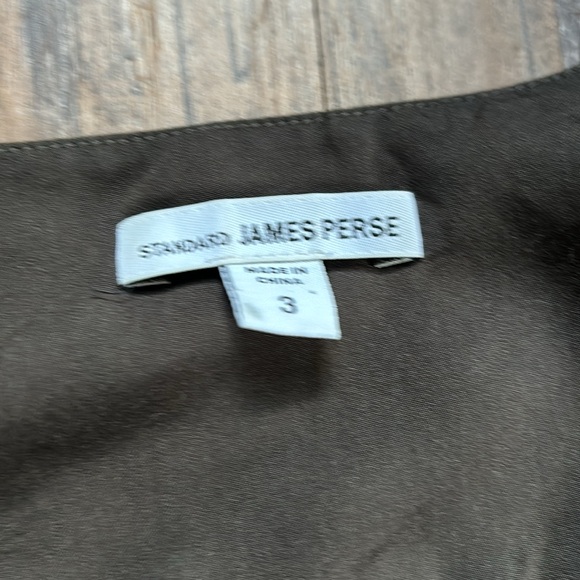 STANDARD JAMES PERSE
MADE IN
CHINA
3